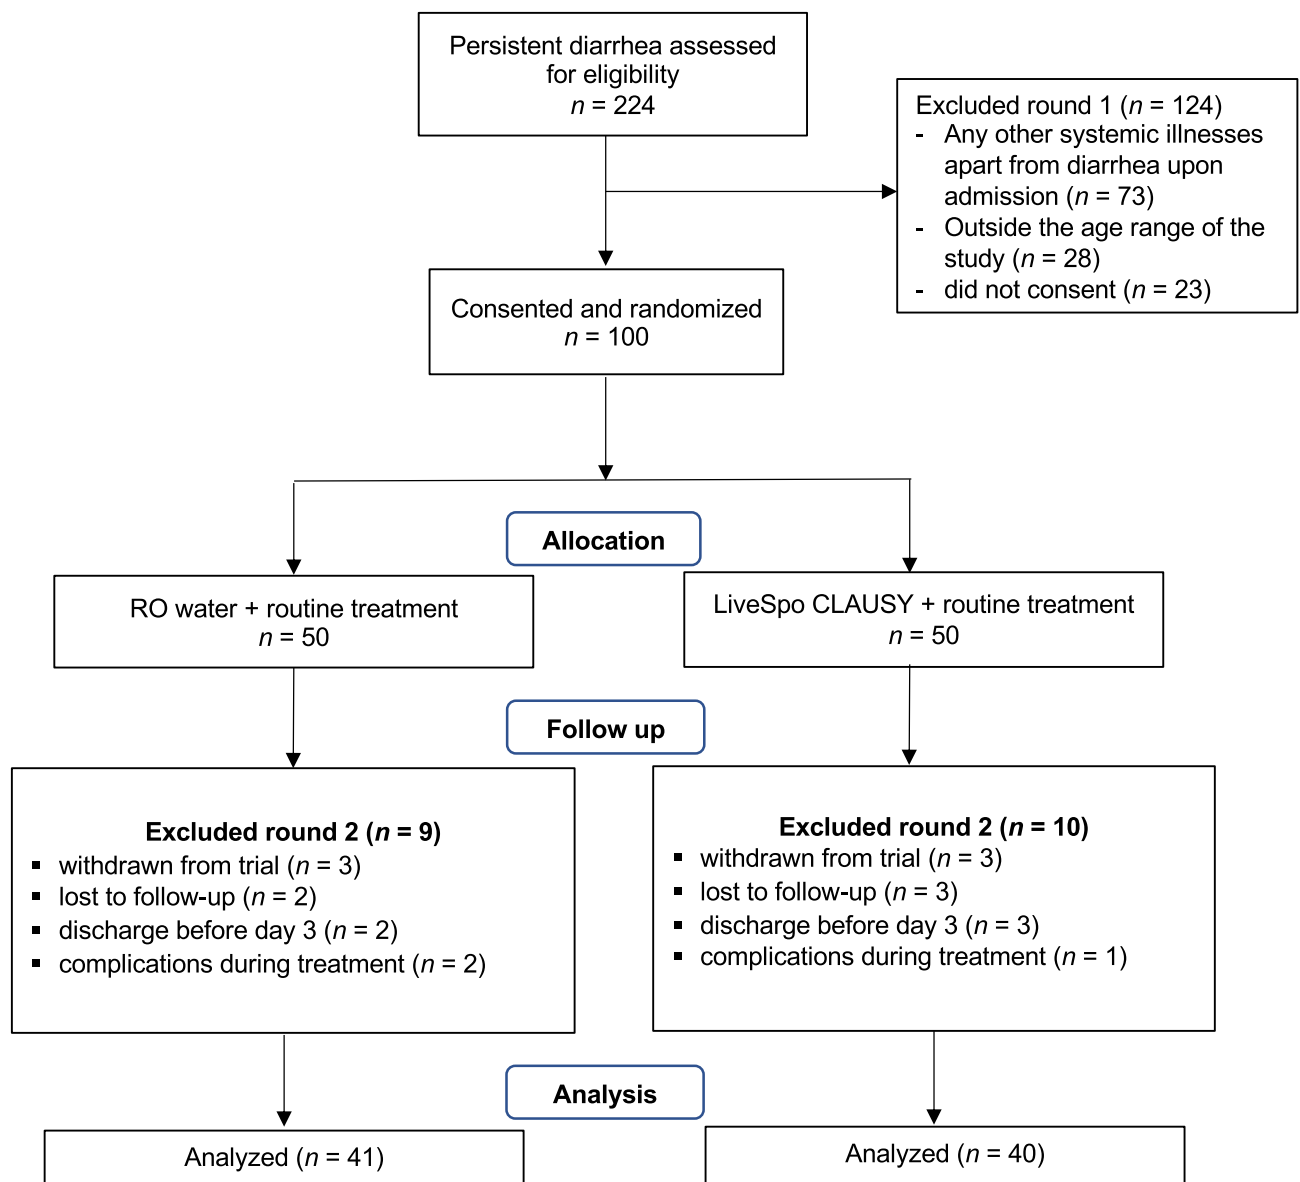 Persistent diarrhea assessed
for eligibility
n = 224
Excluded round 1 (n = 124)
- Any other systemic illnesses
apart from diarrhea upon
admission (n = 73)
- Outside the age range of the
study (n = 28)
- did not consent (n = 23)
Consented and randomized
n = 100
Allocation
RO water + routine treatment
n = 50
LiveSpo CLAUSY + routine treatment
n = 50
Follow up
Excluded round 2 (n = 9)
▪ withdrawn from trial (n = 3)
▪ lost to follow-up (n = 2)
▪ discharge before day 3 (n = 2)
▪ complications during treatment (n = 2)
Excluded round 2 (n = 10)
▪ withdrawn from trial (n = 3)
▪ lost to follow-up (n = 3)
▪ discharge before day 3 (n = 3)
▪ complications during treatment (n = 1)
Analysis
Analyzed (n = 41)
Analyzed (n = 40)